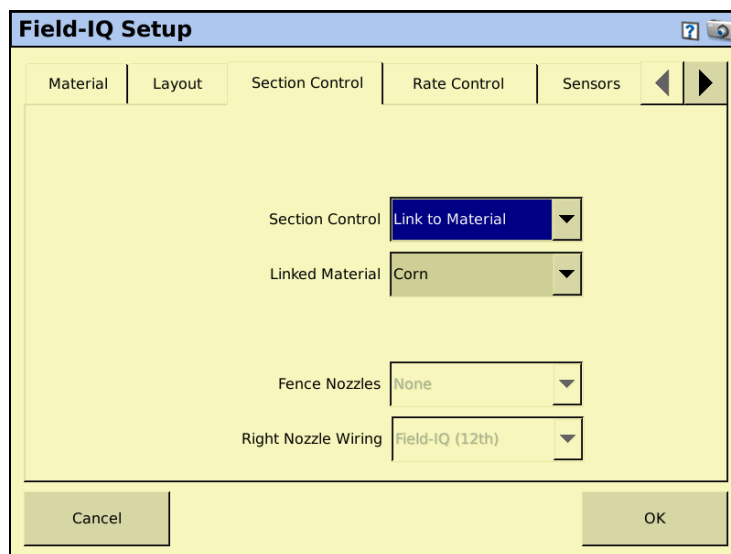 Field-IQ Setup
?
Material Layout Section Control Rate Control Sensors
Section Control Link to Material
Linked Material Corn
Fence Nozzles None
Right Nozzle Wiring Field-IQ (12th)
Cancel OK